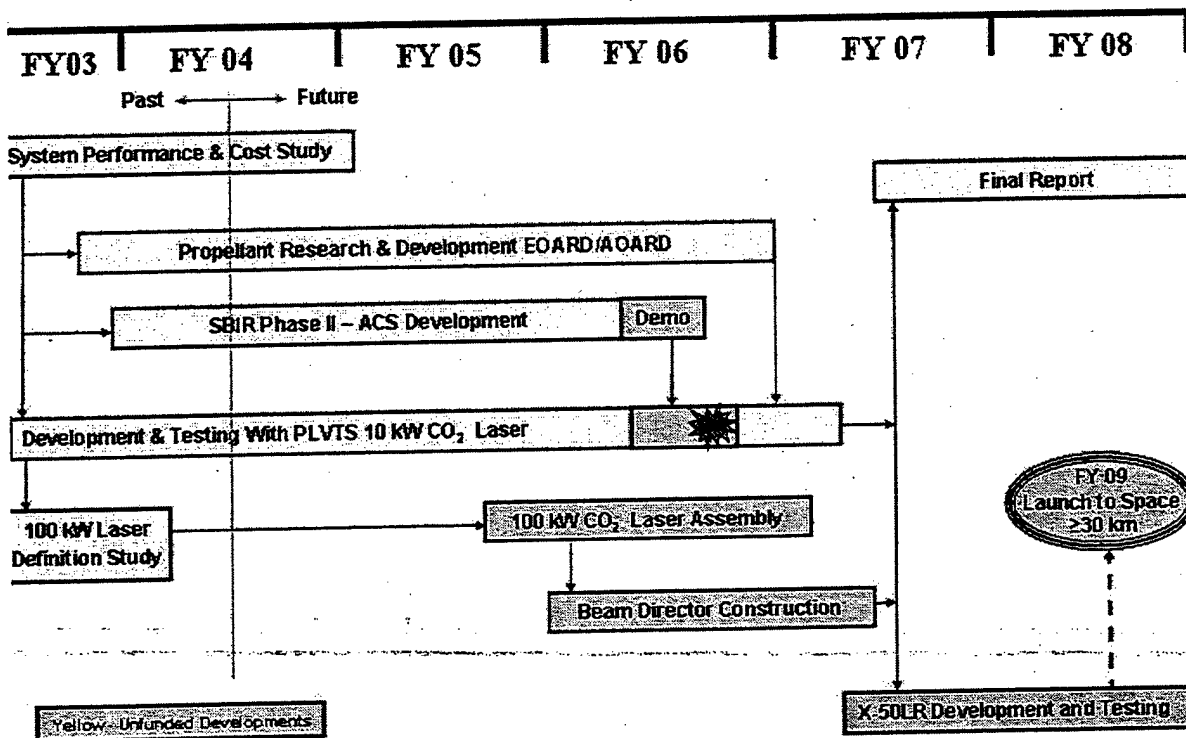 FY03 FY 04 FY 05 FY 06 FY 07 FY 08
Past Future
System Performance & Cost Study
Final Report
Propellant Research & Development EOARD/AOARD
SBIR Phase II – ACS Development Demo
Development & Testing With PLVTS 10 kW CO₂ Laser
FY-09
Launch to Space
≥30 km
100 kW Laser
Definition Study
100 kW CO₂ Laser Assembly
Beam Director Construction
X-50LR Development and Testing
Yellow - Unfunded Developments